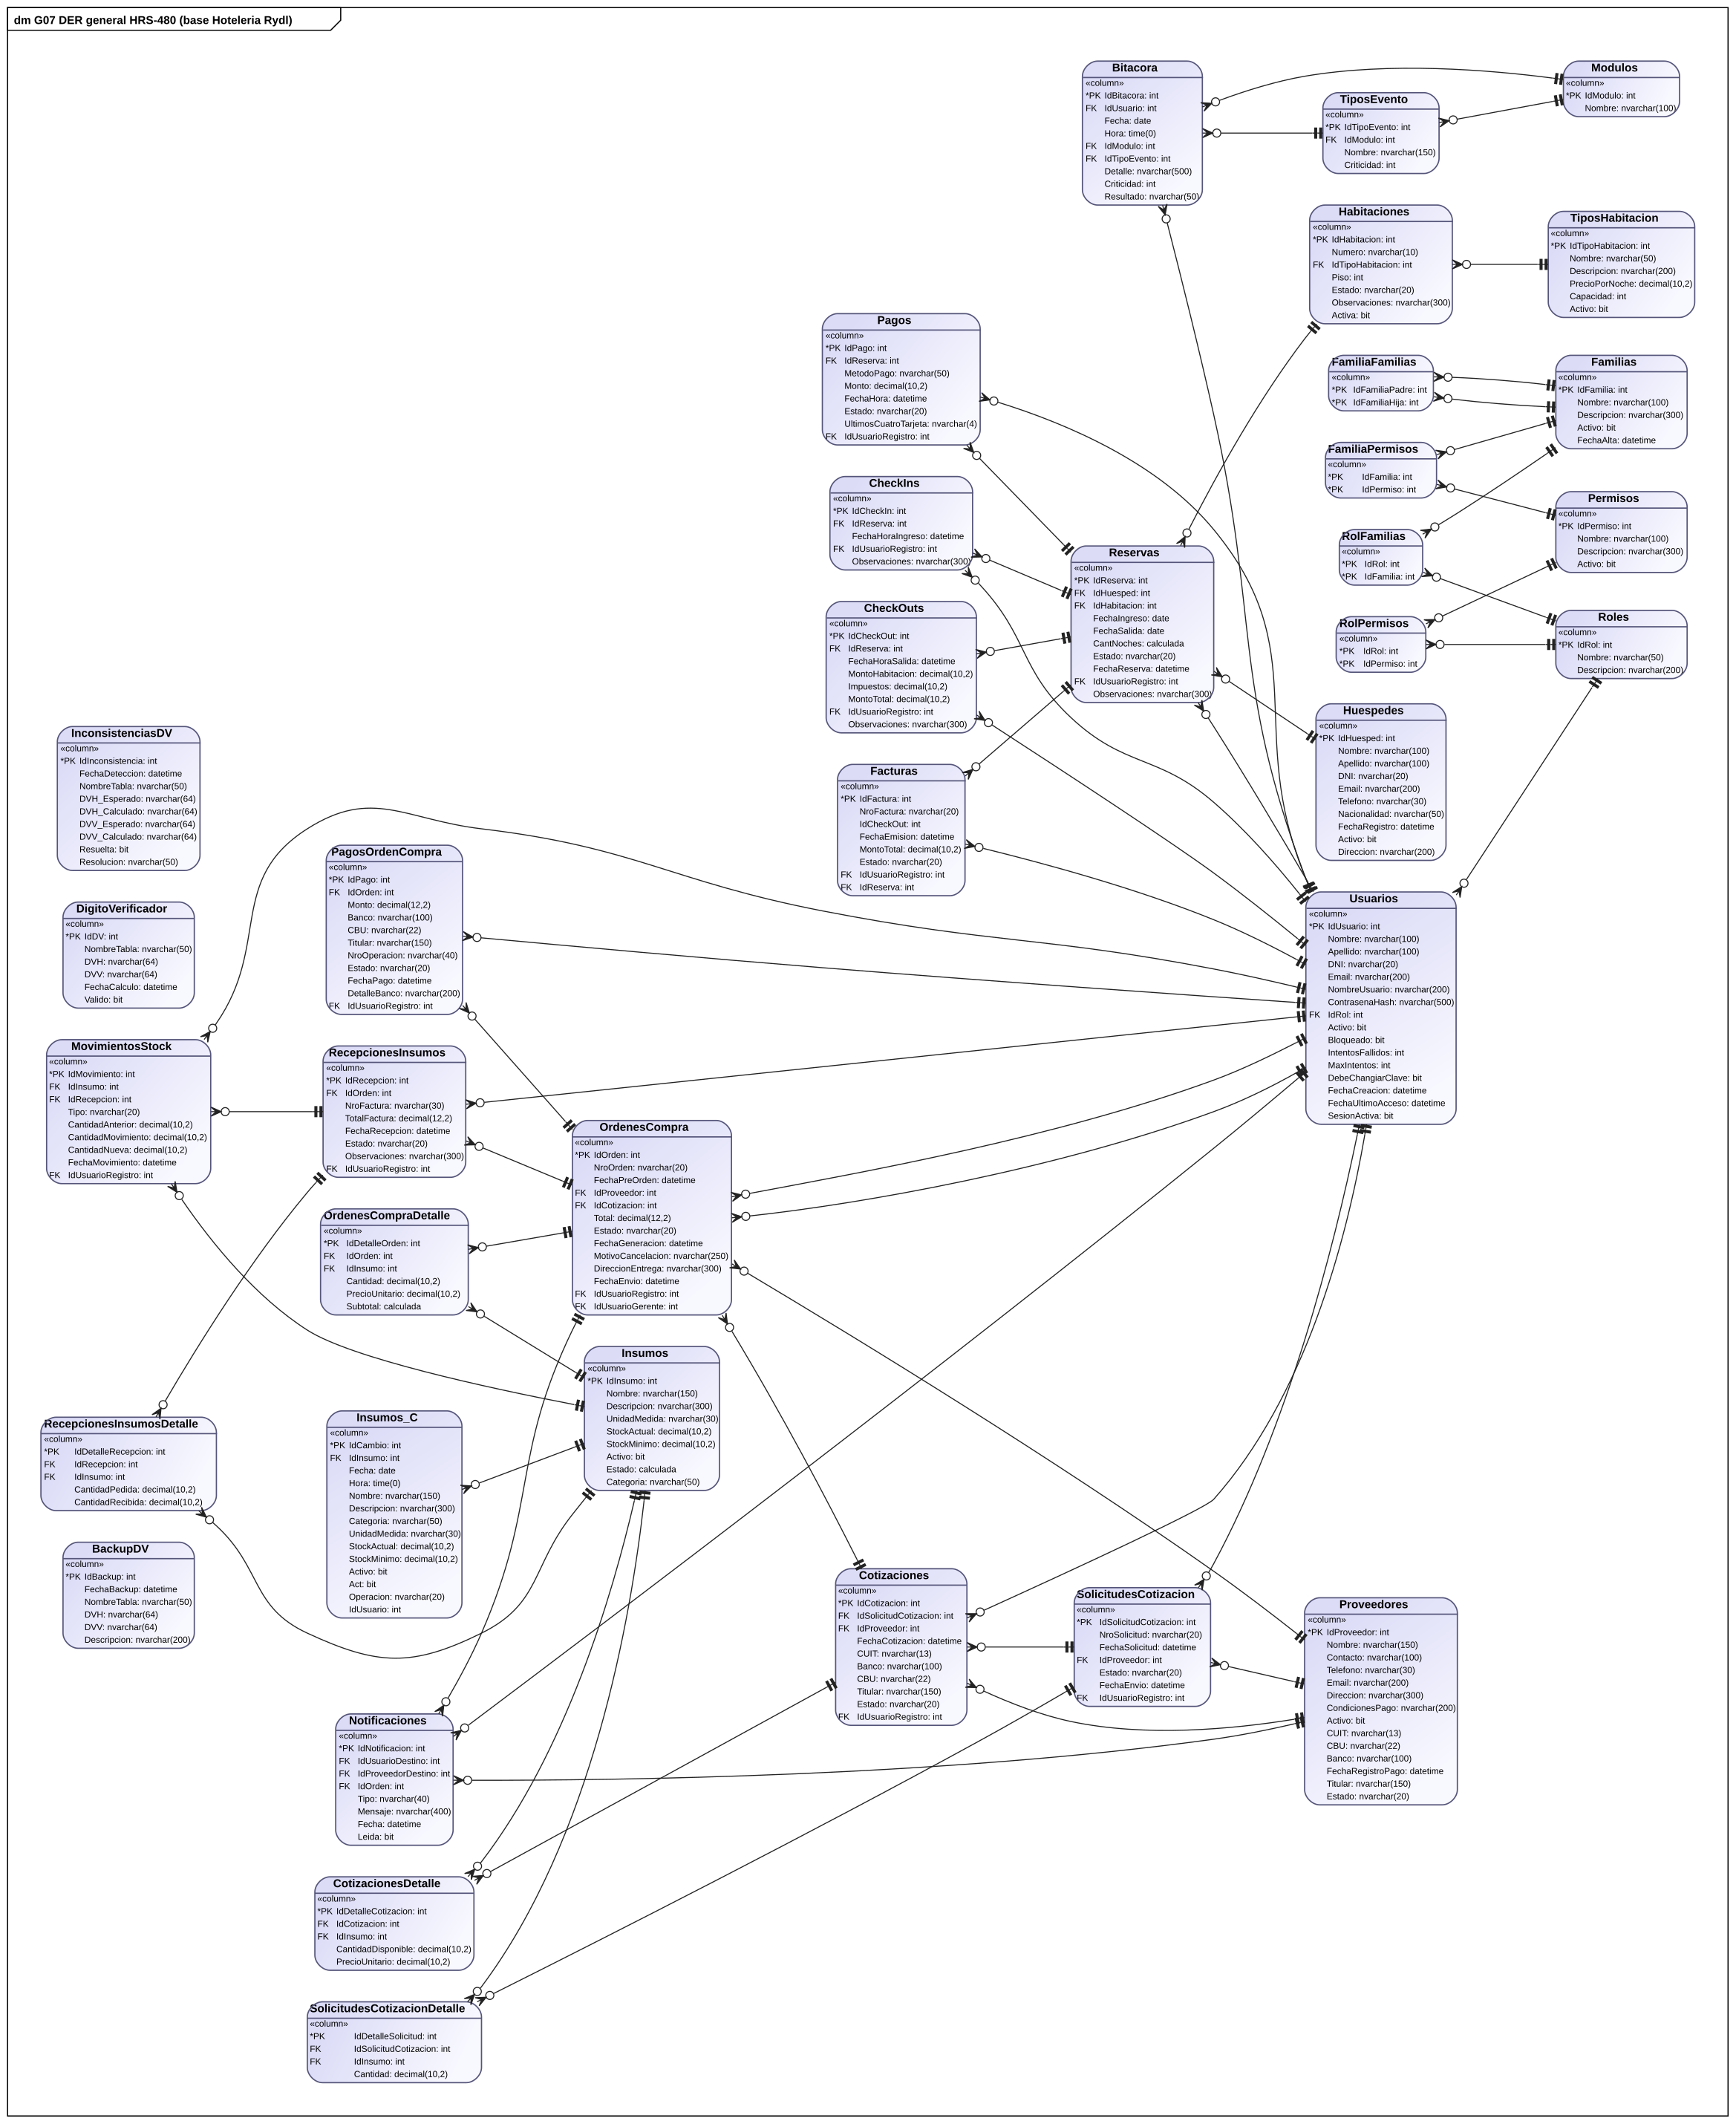 dm G07 DER general HRS-480 (base Hoteleria Rydl)
Bitacora
«column»
*PK IdBitacora: int
FK IdUsuario: int
Fecha: date
Hora: time(0)
FK IdModulo: int
FK IdTipoEvento: int
Detalle: nvarchar(500)
Criticidad: int
Resultado: nvarchar(50)
TiposEvento
«column»
*PK IdTipoEvento: int
FK IdModulo: int
Nombre: nvarchar(150)
Criticidad: int
Modulos
«column»
*PK IdModulo: int
Nombre: nvarchar(100)
Habitaciones
«column»
*PK IdHabitacion: int
Numero: nvarchar(10)
FK IdTipoHabitacion: int
Piso: int
Estado: nvarchar(20)
Observaciones: nvarchar(300)
Activa: bit
TiposHabitacion
«column»
*PK IdTipoHabitacion: int
Nombre: nvarchar(50)
Descripcion: nvarchar(200)
PrecioPorNoche: decimal(10,2)
Capacidad: int
Activo: bit
Pagos
«column»
*PK IdPago: int
FK IdReserva: int
MetodoPago: nvarchar(50)
Monto: decimal(10,2)
FechaHora: datetime
Estado: nvarchar(20)
UltimosCuatroTarjeta: nvarchar(4)
FK IdUsuarioRegistro: int
FamiliaFamilias
«column»
*PK IdFamiliaPadre: int
*PK IdFamiliaHija: int
Familias
«column»
*PK IdFamilia: int
Nombre: nvarchar(100)
Descripcion: nvarchar(300)
Activo: bit
FechaAlta: datetime
FamiliaPermisos
«column»
*PK IdFamilia: int
*PK IdPermiso: int
Permisos
«column»
*PK IdPermiso: int
Nombre: nvarchar(100)
Descripcion: nvarchar(300)
Activo: bit
CheckIns
«column»
*PK IdCheckIn: int
FK IdReserva: int
FechaHoraIngreso: datetime
FK IdUsuarioRegistro: int
Observaciones: nvarchar(300)
RolFamilias
«column»
*PK IdRol: int
*PK IdFamilia: int
Reservas
«column»
*PK IdReserva: int
FK IdHuesped: int
FK IdHabitacion: int
FechaIngreso: date
FechaSalida: date
CantNoches: calculada
Estado: nvarchar(20)
FechaReserva: datetime
FK IdUsuarioRegistro: int
Observaciones: nvarchar(300)
CheckOuts
«column»
*PK IdCheckOut: int
FK IdReserva: int
FechaHoraSalida: datetime
MontoHabitacion: decimal(10,2)
Impuestos: decimal(10,2)
MontoTotal: decimal(10,2)
FK IdUsuarioRegistro: int
Observaciones: nvarchar(300)
RolPermisos
«column»
*PK IdRol: int
*PK IdPermiso: int
Roles
«column»
*PK IdRol: int
Nombre: nvarchar(50)
Descripcion: nvarchar(200)
Huespedes
«column»
*PK IdHuesped: int
Nombre: nvarchar(100)
Apellido: nvarchar(100)
DNI: nvarchar(20)
Email: nvarchar(200)
Telefono: nvarchar(30)
Nacionalidad: nvarchar(50)
FechaRegistro: datetime
Activo: bit
Direccion: nvarchar(200)
InconsistenciasDV
«column»
*PK IdInconsistencia: int
FechaDeteccion: datetime
NombreTabla: nvarchar(50)
DVH_Esperado: nvarchar(64)
DVH_Calculado: nvarchar(64)
DVV_Esperado: nvarchar(64)
DVV_Calculado: nvarchar(64)
Resuelta: bit
Resolucion: nvarchar(50)
Facturas
«column»
*PK IdFactura: int
NroFactura: nvarchar(20)
IdCheckOut: int
FechaEmision: datetime
MontoTotal: decimal(10,2)
Estado: nvarchar(20)
FK IdUsuarioRegistro: int
FK IdReserva: int
PagosOrdenCompra
«column»
*PK IdPago: int
FK IdOrden: int
Monto: decimal(12,2)
Banco: nvarchar(100)
CBU: nvarchar(22)
Titular: nvarchar(150)
NroOperacion: nvarchar(40)
Estado: nvarchar(20)
FechaPago: datetime
DetalleBanco: nvarchar(200)
FK IdUsuarioRegistro: int
Usuarios
«column»
*PK IdUsuario: int
Nombre: nvarchar(100)
Apellido: nvarchar(100)
DNI: nvarchar(20)
Email: nvarchar(200)
NombreUsuario: nvarchar(200)
ContrasenaHash: nvarchar(500)
FK IdRol: int
Activo: bit
Bloqueado: bit
IntentosFallidos: int
MaxIntentos: int
DebeChangiarClave: bit
FechaCreacion: datetime
FechaUltimoAcceso: datetime
SesionActiva: bit
DigitoVerificador
«column»
*PK IdDV: int
NombreTabla: nvarchar(50)
DVH: nvarchar(64)
DVV: nvarchar(64)
FechaCalculo: datetime
Valido: bit
MovimientosStock
«column»
*PK IdMovimiento: int
FK IdInsumo: int
FK IdRecepcion: int
Tipo: nvarchar(20)
CantidadAnterior: decimal(10,2)
CantidadMovimiento: decimal(10,2)
CantidadNueva: decimal(10,2)
FechaMovimiento: datetime
FK IdUsuarioRegistro: int
RecepcionesInsumos
«column»
*PK IdRecepcion: int
FK IdOrden: int
NroFactura: nvarchar(30)
TotalFactura: decimal(12,2)
FechaRecepcion: datetime
Estado: nvarchar(20)
Observaciones: nvarchar(300)
FK IdUsuarioRegistro: int
OrdenesCompra
«column»
*PK IdOrden: int
NroOrden: nvarchar(20)
FechaPreOrden: datetime
FK IdProveedor: int
FK IdCotizacion: int
Total: decimal(12,2)
Estado: nvarchar(20)
FechaGeneracion: datetime
MotivoCancelacion: nvarchar(250)
DireccionEntrega: nvarchar(300)
FechaEnvio: datetime
FK IdUsuarioRegistro: int
FK IdUsuarioGerente: int
OrdenesCompraDetalle
«column»
*PK IdDetalleOrden: int
FK IdOrden: int
FK IdInsumo: int
Cantidad: decimal(10,2)
PrecioUnitario: decimal(10,2)
Subtotal: calculada
Insumos
«column»
*PK IdInsumo: int
Nombre: nvarchar(150)
Descripcion: nvarchar(300)
UnidadMedida: nvarchar(30)
StockActual: decimal(10,2)
StockMinimo: decimal(10,2)
Activo: bit
Estado: calculada
Categoria: nvarchar(50)
Insumos_C
«column»
*PK IdCambio: int
FK IdInsumo: int
Fecha: date
Hora: time(0)
Nombre: nvarchar(150)
Descripcion: nvarchar(300)
Categoria: nvarchar(50)
UnidadMedida: nvarchar(30)
StockActual: decimal(10,2)
StockMinimo: decimal(10,2)
Activo: bit
Act: bit
Operacion: nvarchar(20)
IdUsuario: int
RecepcionesInsumosDetalle
«column»
*PK IdDetalleRecepcion: int
FK IdRecepcion: int
FK IdInsumo: int
CantidadPedida: decimal(10,2)
CantidadRecibida: decimal(10,2)
BackupDV
«column»
*PK IdBackup: int
FechaBackup: datetime
NombreTabla: nvarchar(50)
DVH: nvarchar(64)
DVV: nvarchar(64)
Descripcion: nvarchar(200)
Cotizaciones
«column»
*PK IdCotizacion: int
FK IdSolicitudCotizacion: int
FK IdProveedor: int
FechaCotizacion: datetime
CUIT: nvarchar(13)
Banco: nvarchar(100)
CBU: nvarchar(22)
Titular: nvarchar(150)
Estado: nvarchar(20)
FK IdUsuarioRegistro: int
SolicitudesCotizacion
«column»
*PK IdSolicitudCotizacion: int
NroSolicitud: nvarchar(20)
FechaSolicitud: datetime
FK IdProveedor: int
Estado: nvarchar(20)
FechaEnvio: datetime
FK IdUsuarioRegistro: int
Proveedores
«column»
*PK IdProveedor: int
Nombre: nvarchar(150)
Contacto: nvarchar(100)
Telefono: nvarchar(30)
Email: nvarchar(200)
Direccion: nvarchar(300)
CondicionesPago: nvarchar(200)
Activo: bit
CUIT: nvarchar(13)
CBU: nvarchar(22)
Banco: nvarchar(100)
FechaRegistroPago: datetime
Titular: nvarchar(150)
Estado: nvarchar(20)
Notificaciones
«column»
*PK IdNotificacion: int
FK IdUsuarioDestino: int
FK IdProveedorDestino: int
FK IdOrden: int
Tipo: nvarchar(40)
Mensaje: nvarchar(400)
Fecha: datetime
Leida: bit
CotizacionesDetalle
«column»
*PK IdDetalleCotizacion: int
FK IdCotizacion: int
FK IdInsumo: int
CantidadDisponible: decimal(10,2)
PrecioUnitario: decimal(10,2)
SolicitudesCotizacionDetalle
«column»
*PK IdDetalleSolicitud: int
FK IdSolicitudCotizacion: int
FK IdInsumo: int
Cantidad: decimal(10,2)